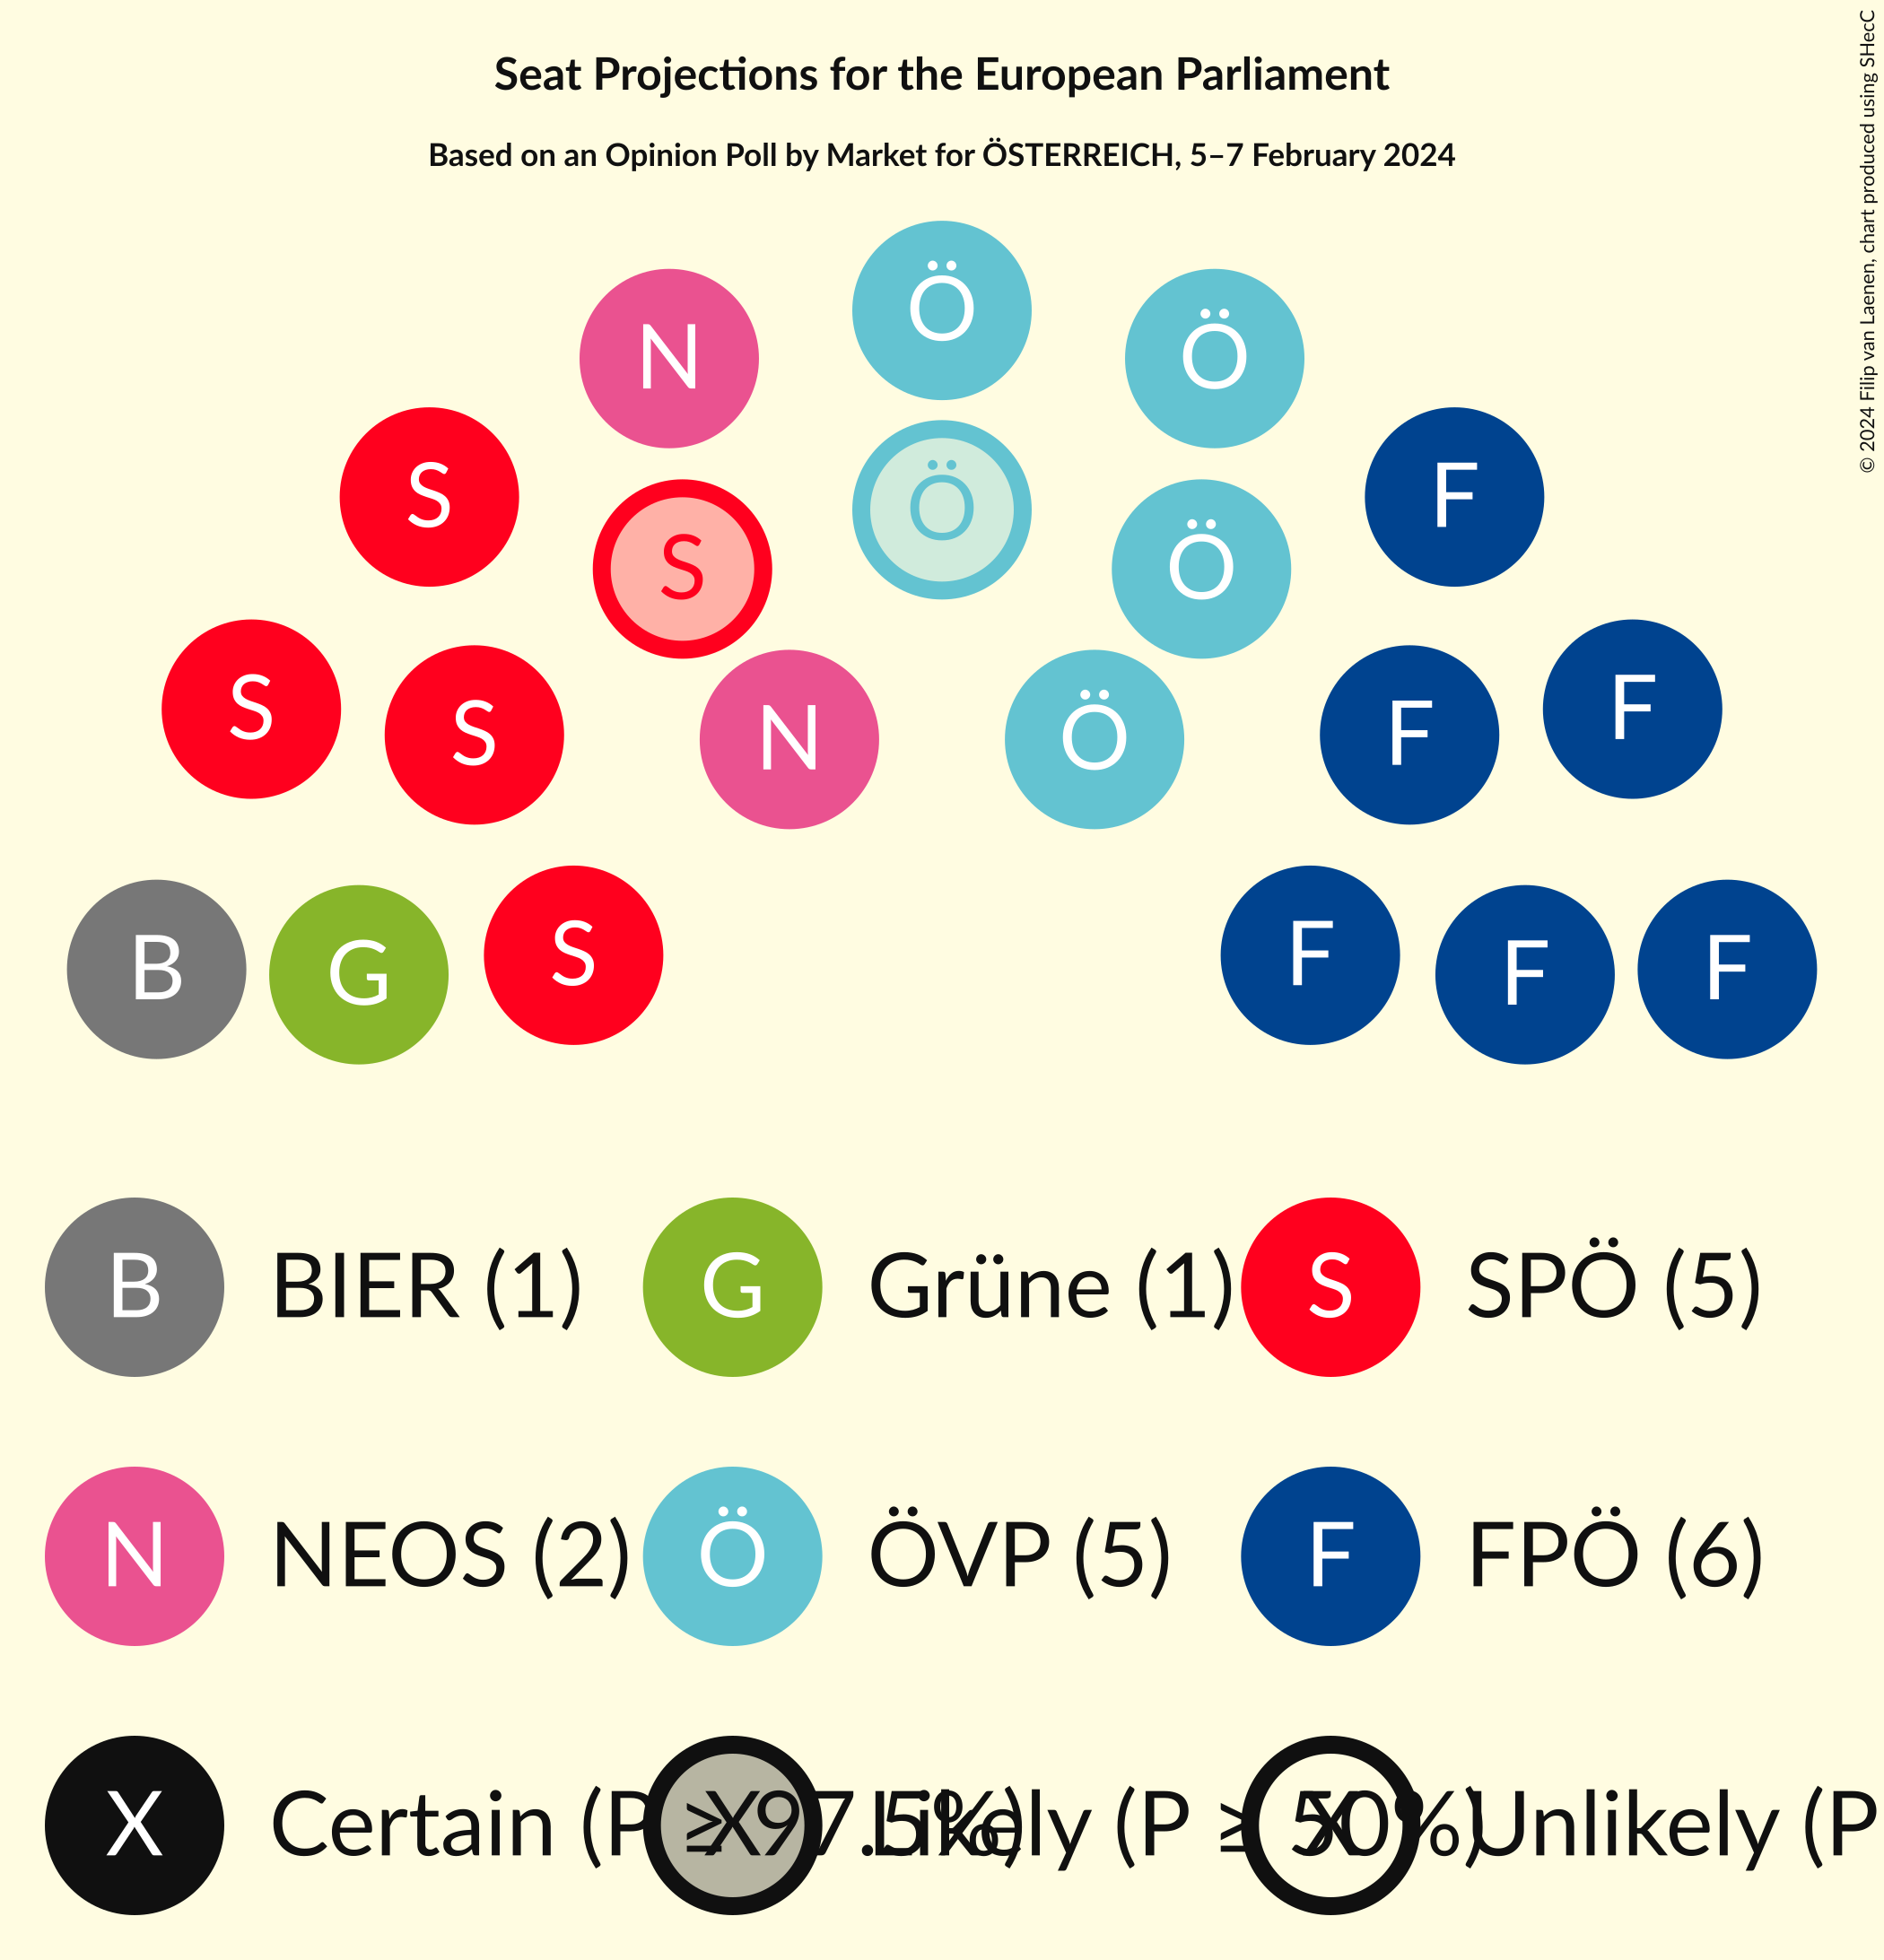 Seat Projections for the European Parliament
Based on an Opinion Poll by Market for ÖSTERREICH, 5–7 February 2024
© 2024 Filip van Laenen, chart produced using SHecC
Ö
N Ö
S Ö F
S Ö
S S N Ö F F
B G S F F F
B BIER (1) G Grüne (1) S SPÖ (5)
N NEOS (2) Ö ÖVP (5) F FPÖ (6)
X Certain (P ≥ 97.5%) X Likely (P ≥ 50%) X Unlikely (P